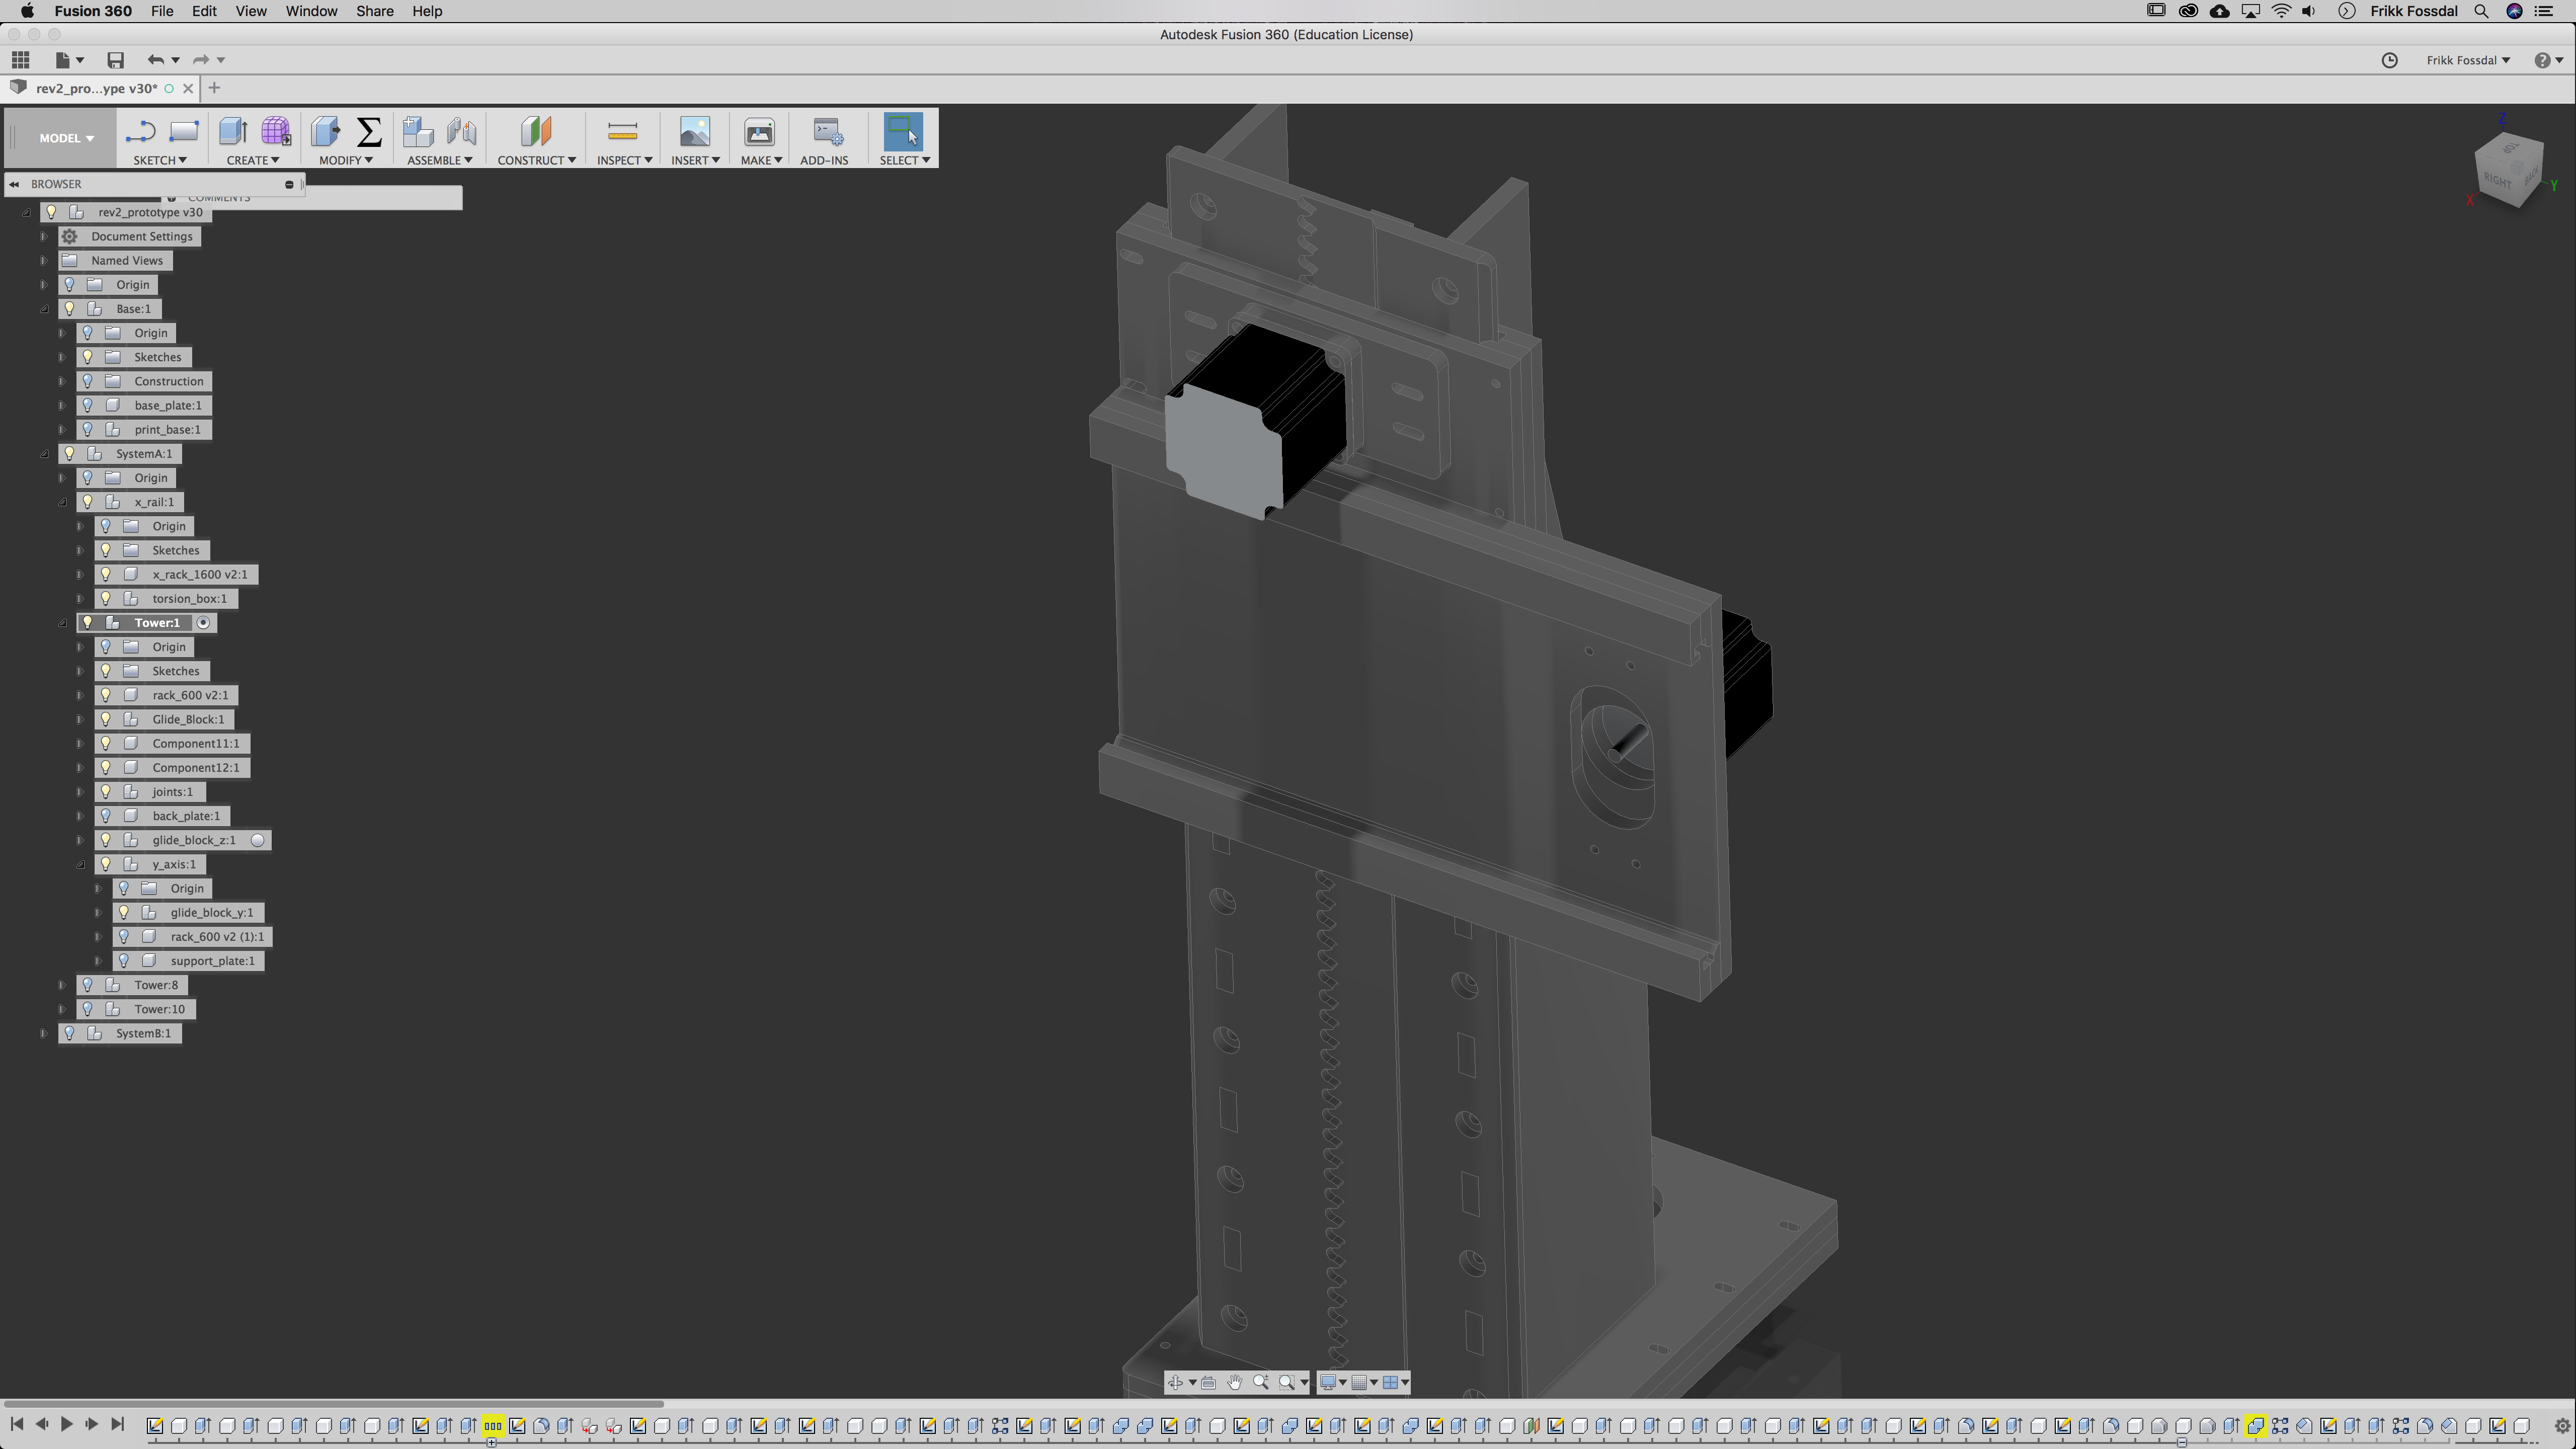 Fusion 360 File Edit View Window Share Help Frikk Fossdal
Autodesk Fusion 360 (Education License)
Frikk Fossdal
rev2_pro...ype v30*
MODEL SKETCH CREATE MODIFY ASSEMBLE CONSTRUCT INSPECT INSERT MAKE ADD-INS SELECT
BROWSER
COMMENTS
rev2_prototype v30
Document Settings
Named Views
Origin
Base:1
Origin
Sketches
Construction
base_plate:1
print_base:1
SystemA:1
Origin
x_rail:1
Origin
Sketches
x_rack_1600 v2:1
torsion_box:1
Tower:1
Origin
Sketches
rack_600 v2:1
Glide_Block:1
Component11:1
Component12:1
joints:1
back_plate:1
glide_block_z:1
y_axis:1
Origin
glide_block_y:1
rack_600 v2 (1):1
support_plate:1
Tower:8
Tower:10
SystemB:1
Z
TOP
RIGHT
BACK
X
Y